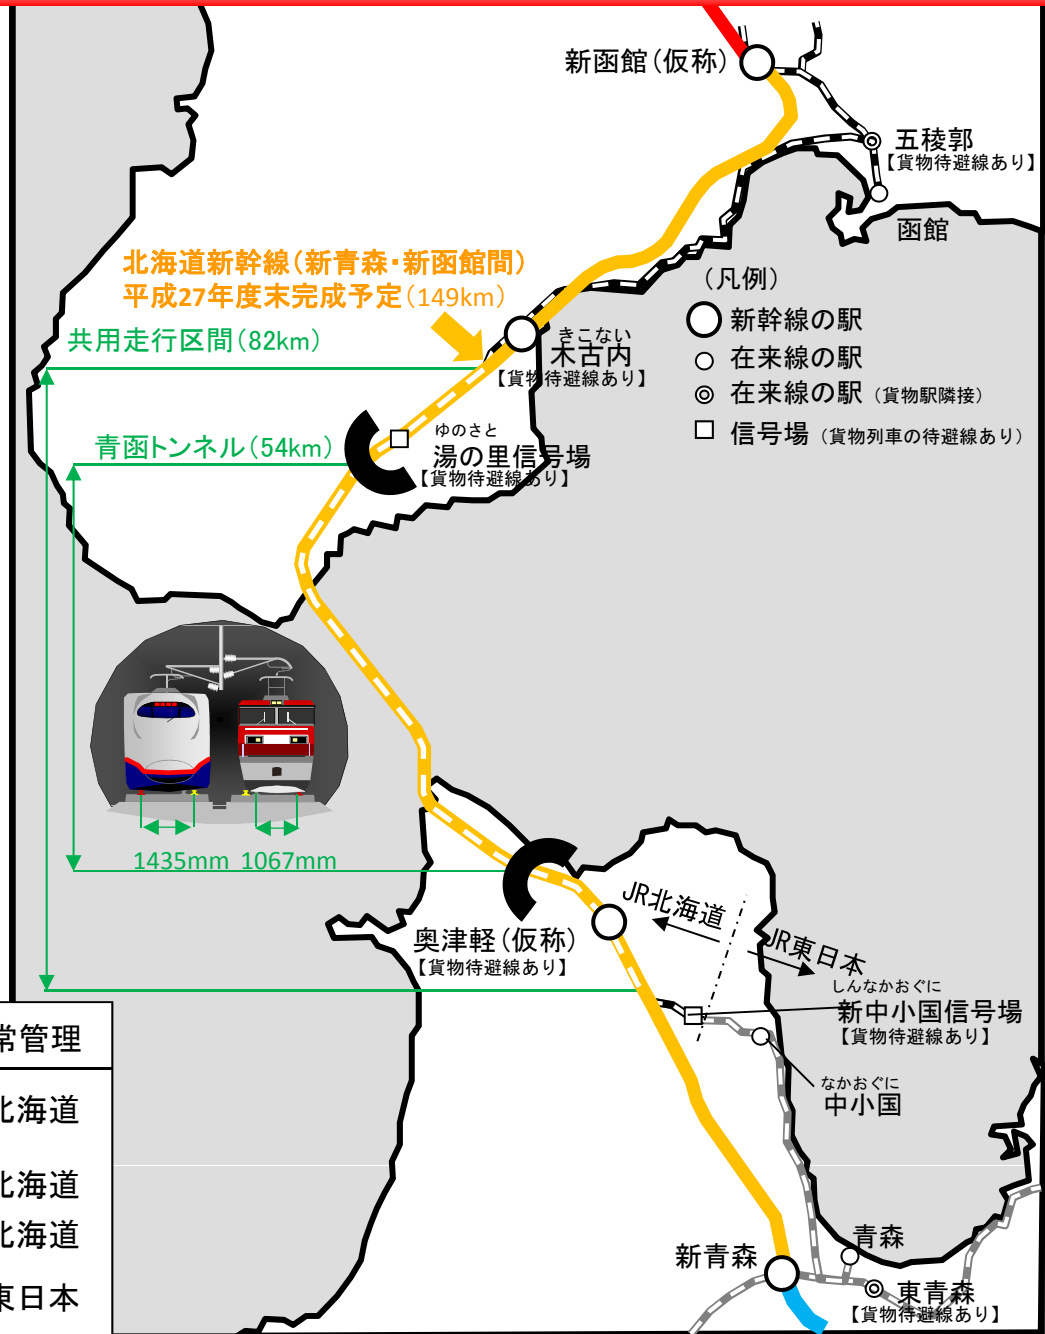 新函館（仮称）
五稜郭
【貨物待避線あり】
函館
北海道新幹線（新青森・新函館間）
平成27年度末完成予定（149km）
（凡例）
新幹線の駅
在来線の駅
在来線の駅（貨物駅隣接）
信号場（貨物列車の待避線あり）
共用走行区間（82km）
きこない
木古内
【貨物待避線あり】
青函トンネル（54km）
ゆのさと
湯の里信号場
【貨物待避線あり】
1435mm 1067mm
JR北海道
JR東日本
奥津軽（仮称）
【貨物待避線あり】
しんなかおぐに
新中小国信号場
【貨物待避線あり】
なかおぐに
中小国
常管理
北海道
北海道
北海道
東日本
青森
新青森
東青森
【貨物待避線あり】